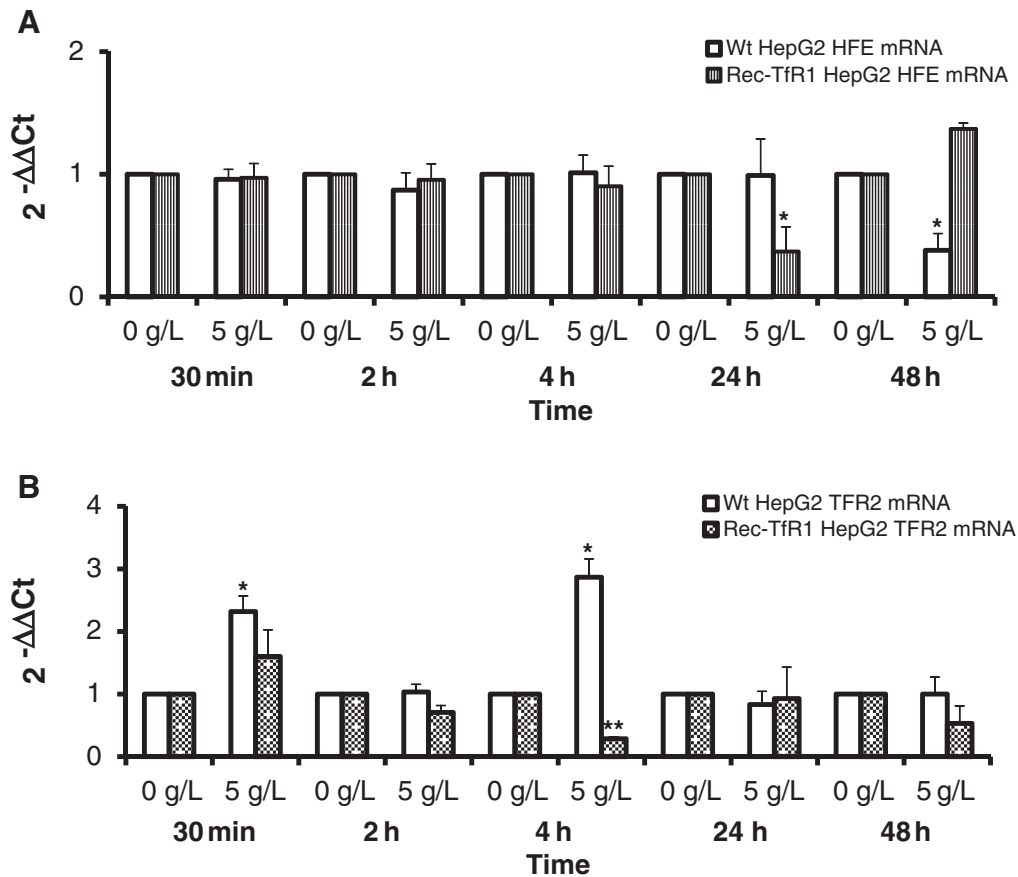 A
2
Wt HepG2 HFE mRNA
Rec-TfR1 HepG2 HFE mRNA
2 -ΔΔCt
1
*
*
0
0 g/L 5 g/L 0 g/L 5 g/L 0 g/L 5 g/L 0 g/L 5 g/L 0 g/L 5 g/L
30 min 2 h 4 h 24 h 48 h
Time
B
4
Wt HepG2 TFR2 mRNA
Rec-TfR1 HepG2 TFR2 mRNA
*
3
*
2 -ΔΔCt
2
1
**
0
0 g/L 5 g/L 0 g/L 5 g/L 0 g/L 5 g/L 0 g/L 5 g/L 0 g/L 5 g/L
30 min 2 h 4 h 24 h 48 h
Time